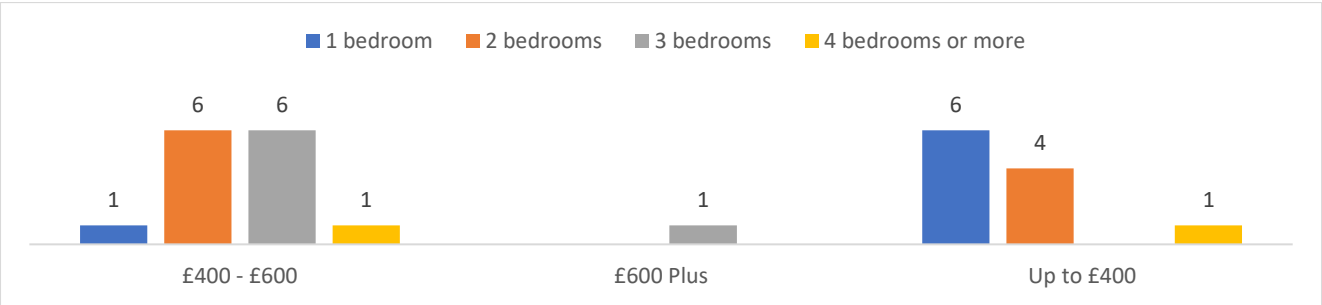 1 bedroom 2 bedrooms 3 bedrooms 4 bedrooms or more
6 6 6
4
1 1 1 1
£400 - £600 £600 Plus Up to £400